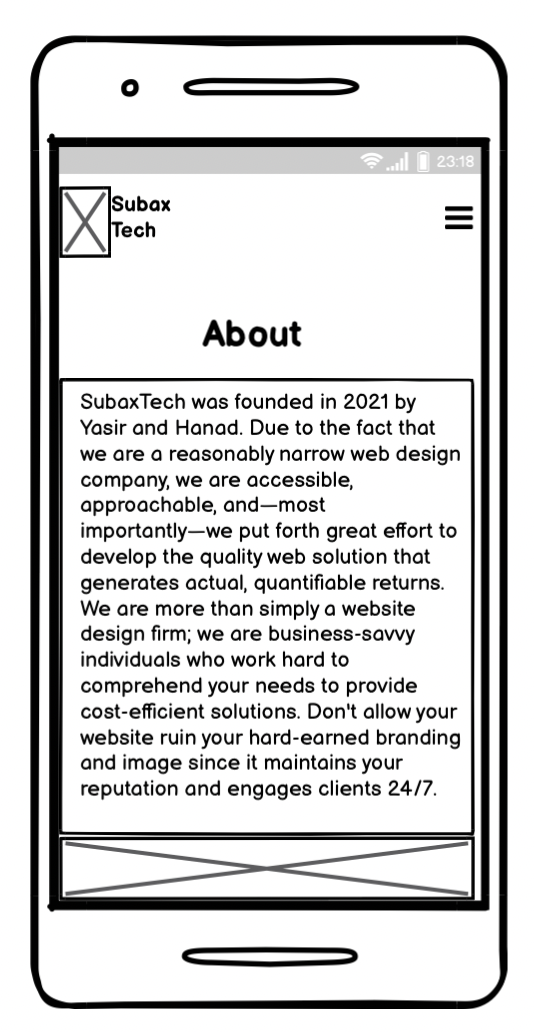 23:18
Subax
Tech
About
SubaxTech was founded in 2021 by
Yasir and Hanad. Due to the fact that
we are a reasonably narrow web design
company, we are accessible,
approachable, and—most
importantly—we put forth great effort to
develop the quality web solution that
generates actual, quantifiable returns.
We are more than simply a website
design firm; we are business-savvy
individuals who work hard to
comprehend your needs to provide
cost-efficient solutions. Don't allow your
website ruin your hard-earned branding
and image since it maintains your
reputation and engages clients 24/7.